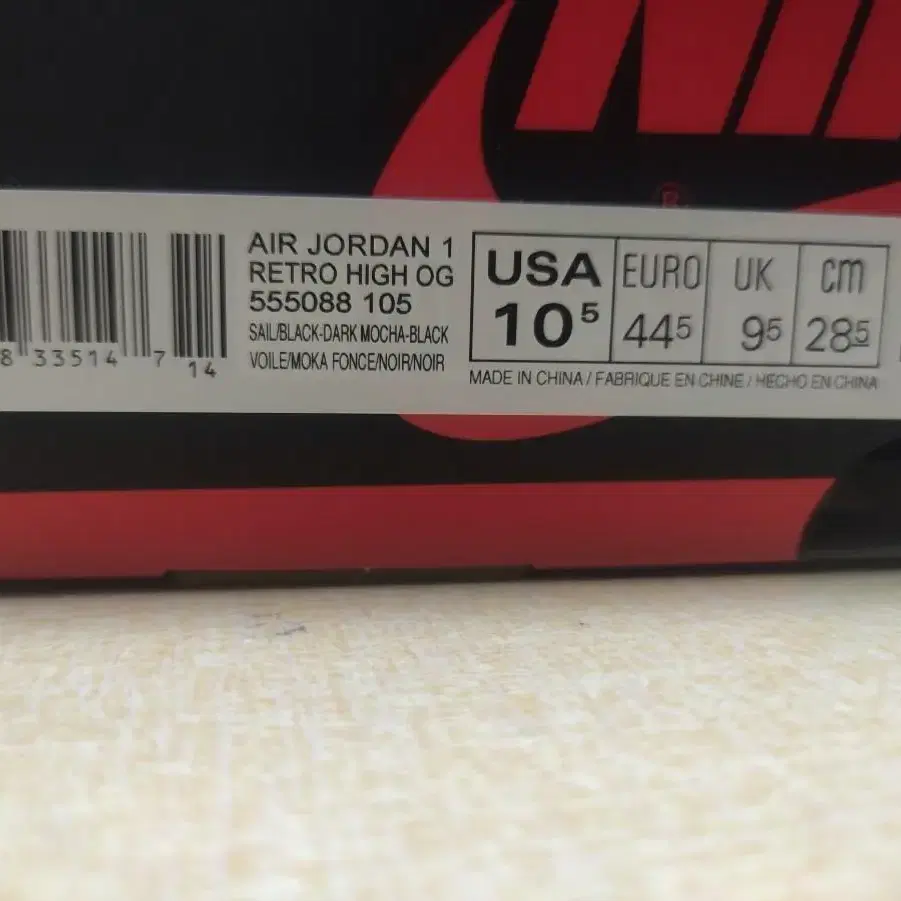 AIR JORDAN 1
RETRO HIGH OG
555088 105
SAIL/BLACK-DARK MOCHA-BLACK
VOILE/MOKA FONCE/NOIR/NOIR
8 33514 7
14
USA EURO UK cm
10⁵ 44⁵ 9⁵ 28⁵
MADE IN CHINA / FABRIQUE EN CHINE / HECHO EN CHINA
®